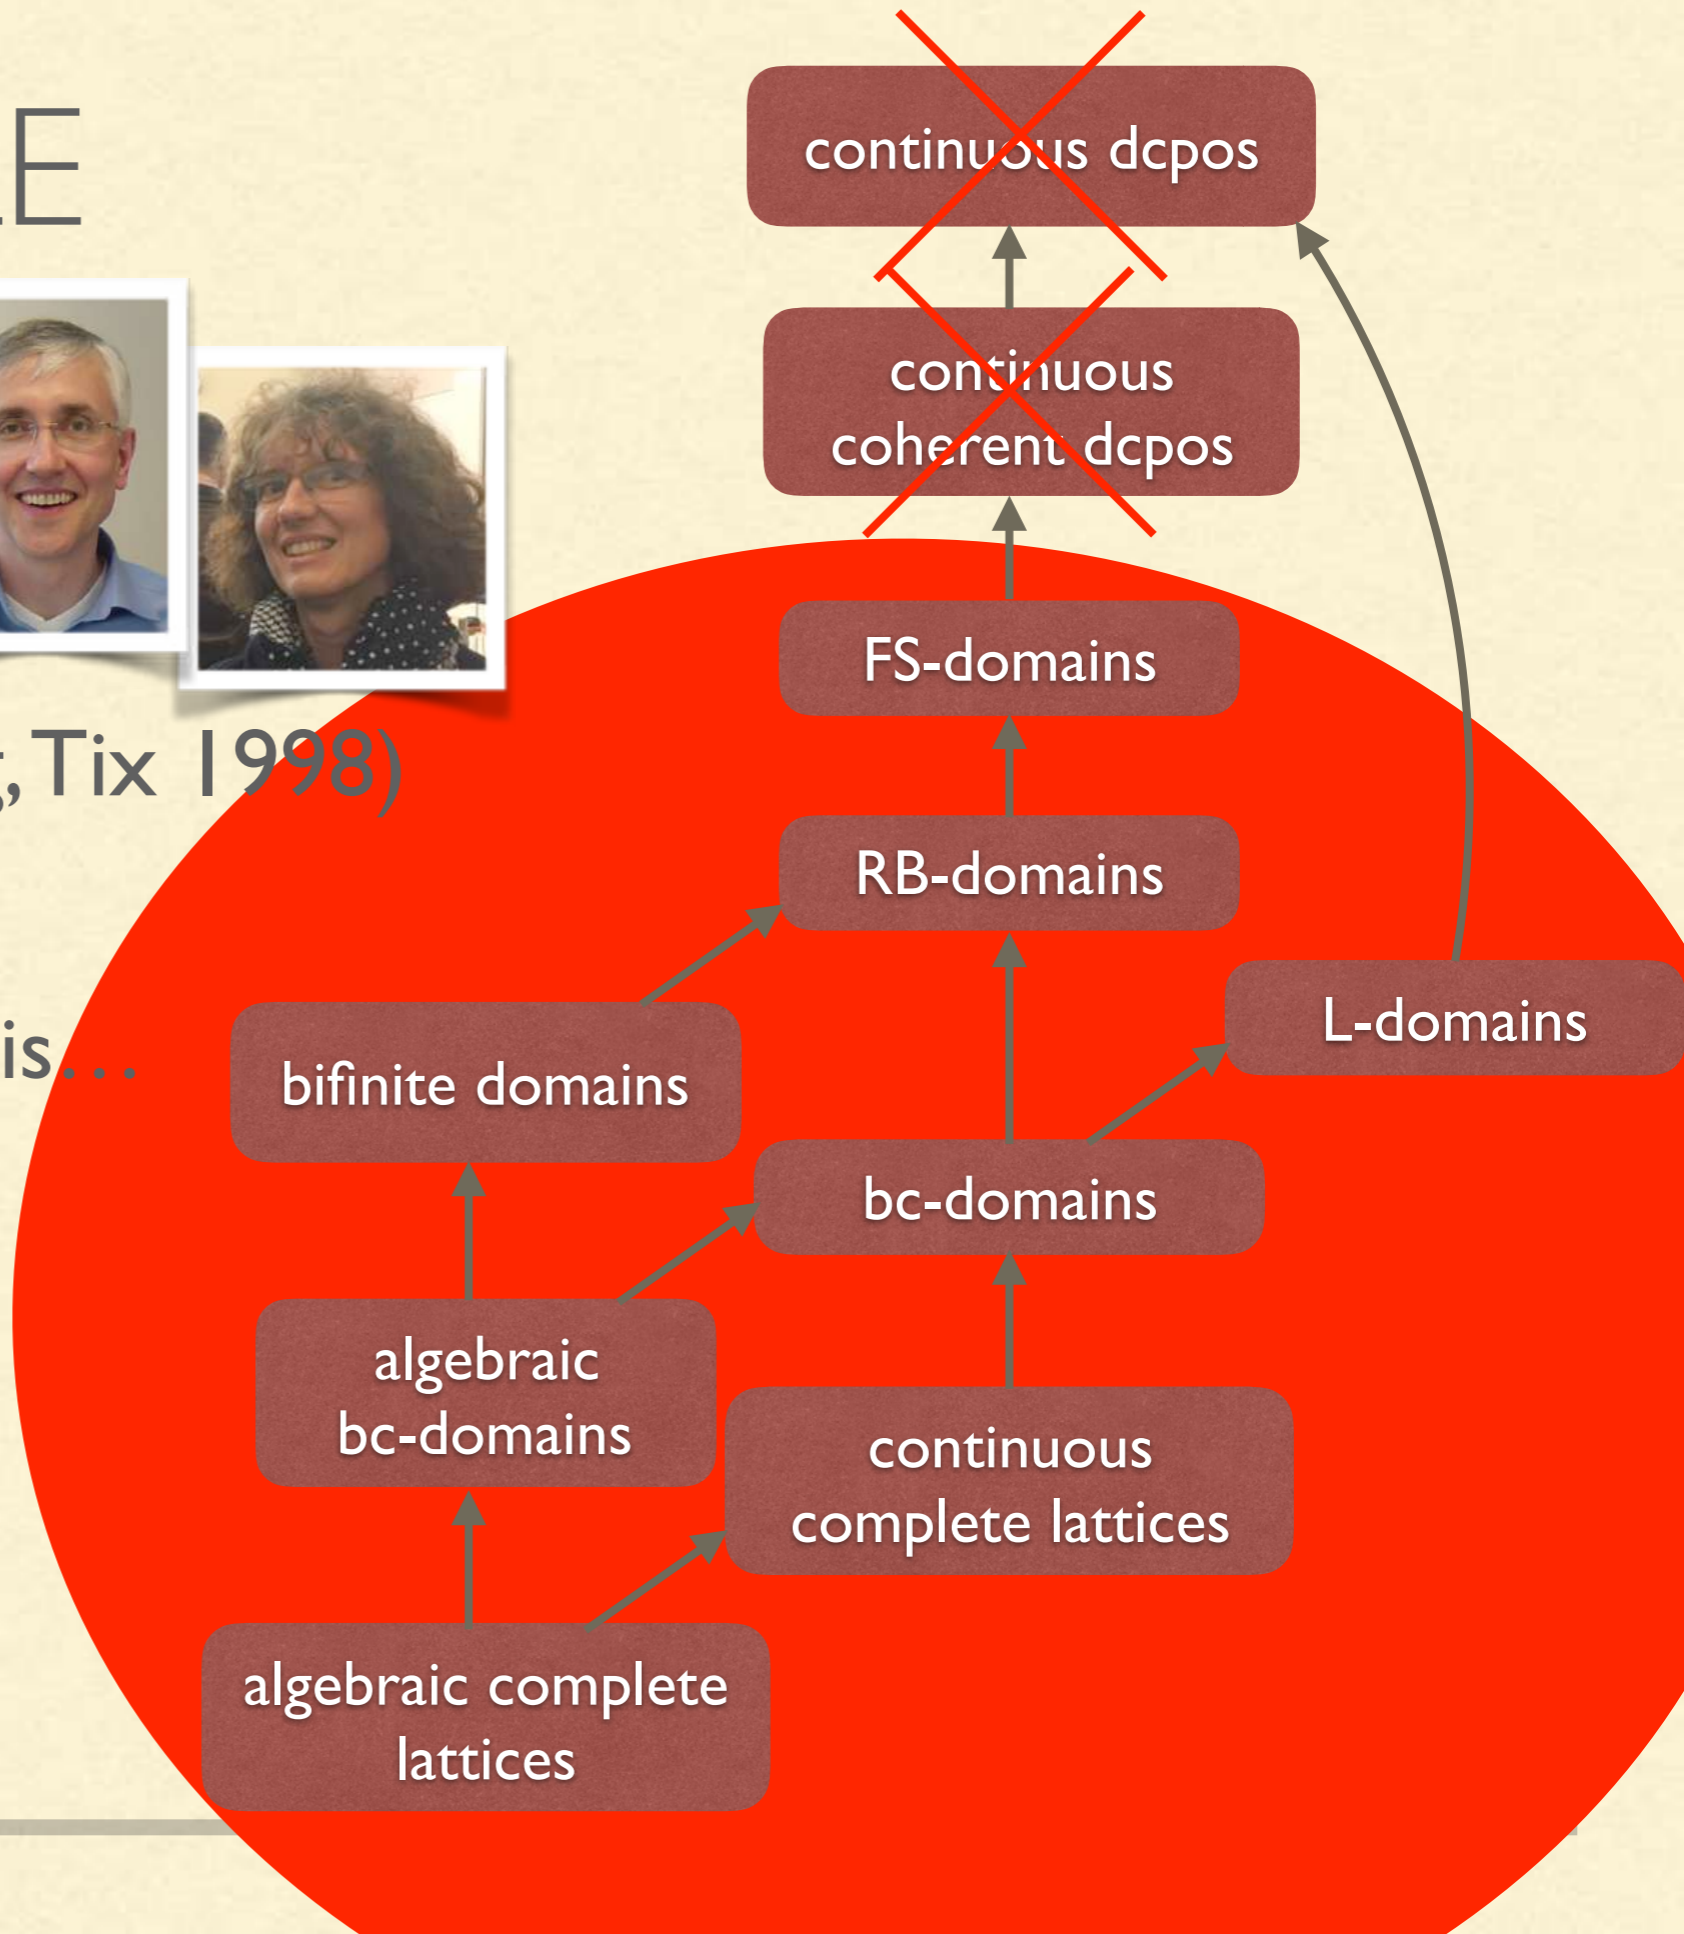 continuous dcpos
continuous
coherent dcpos
FS-domains
Tix 1998)
RB-domains
L-domains
is…
bifinite domains
bc-domains
algebraic
bc-domains
continuous
complete lattices
algebraic complete
lattices